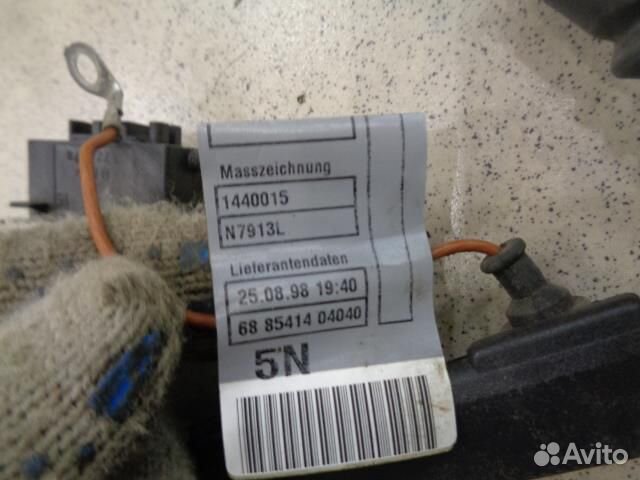 Masszeichnung
1440015
N7913L
Lieferantendaten
25.08.98 19:40
68 85414 04040
5N
Avito